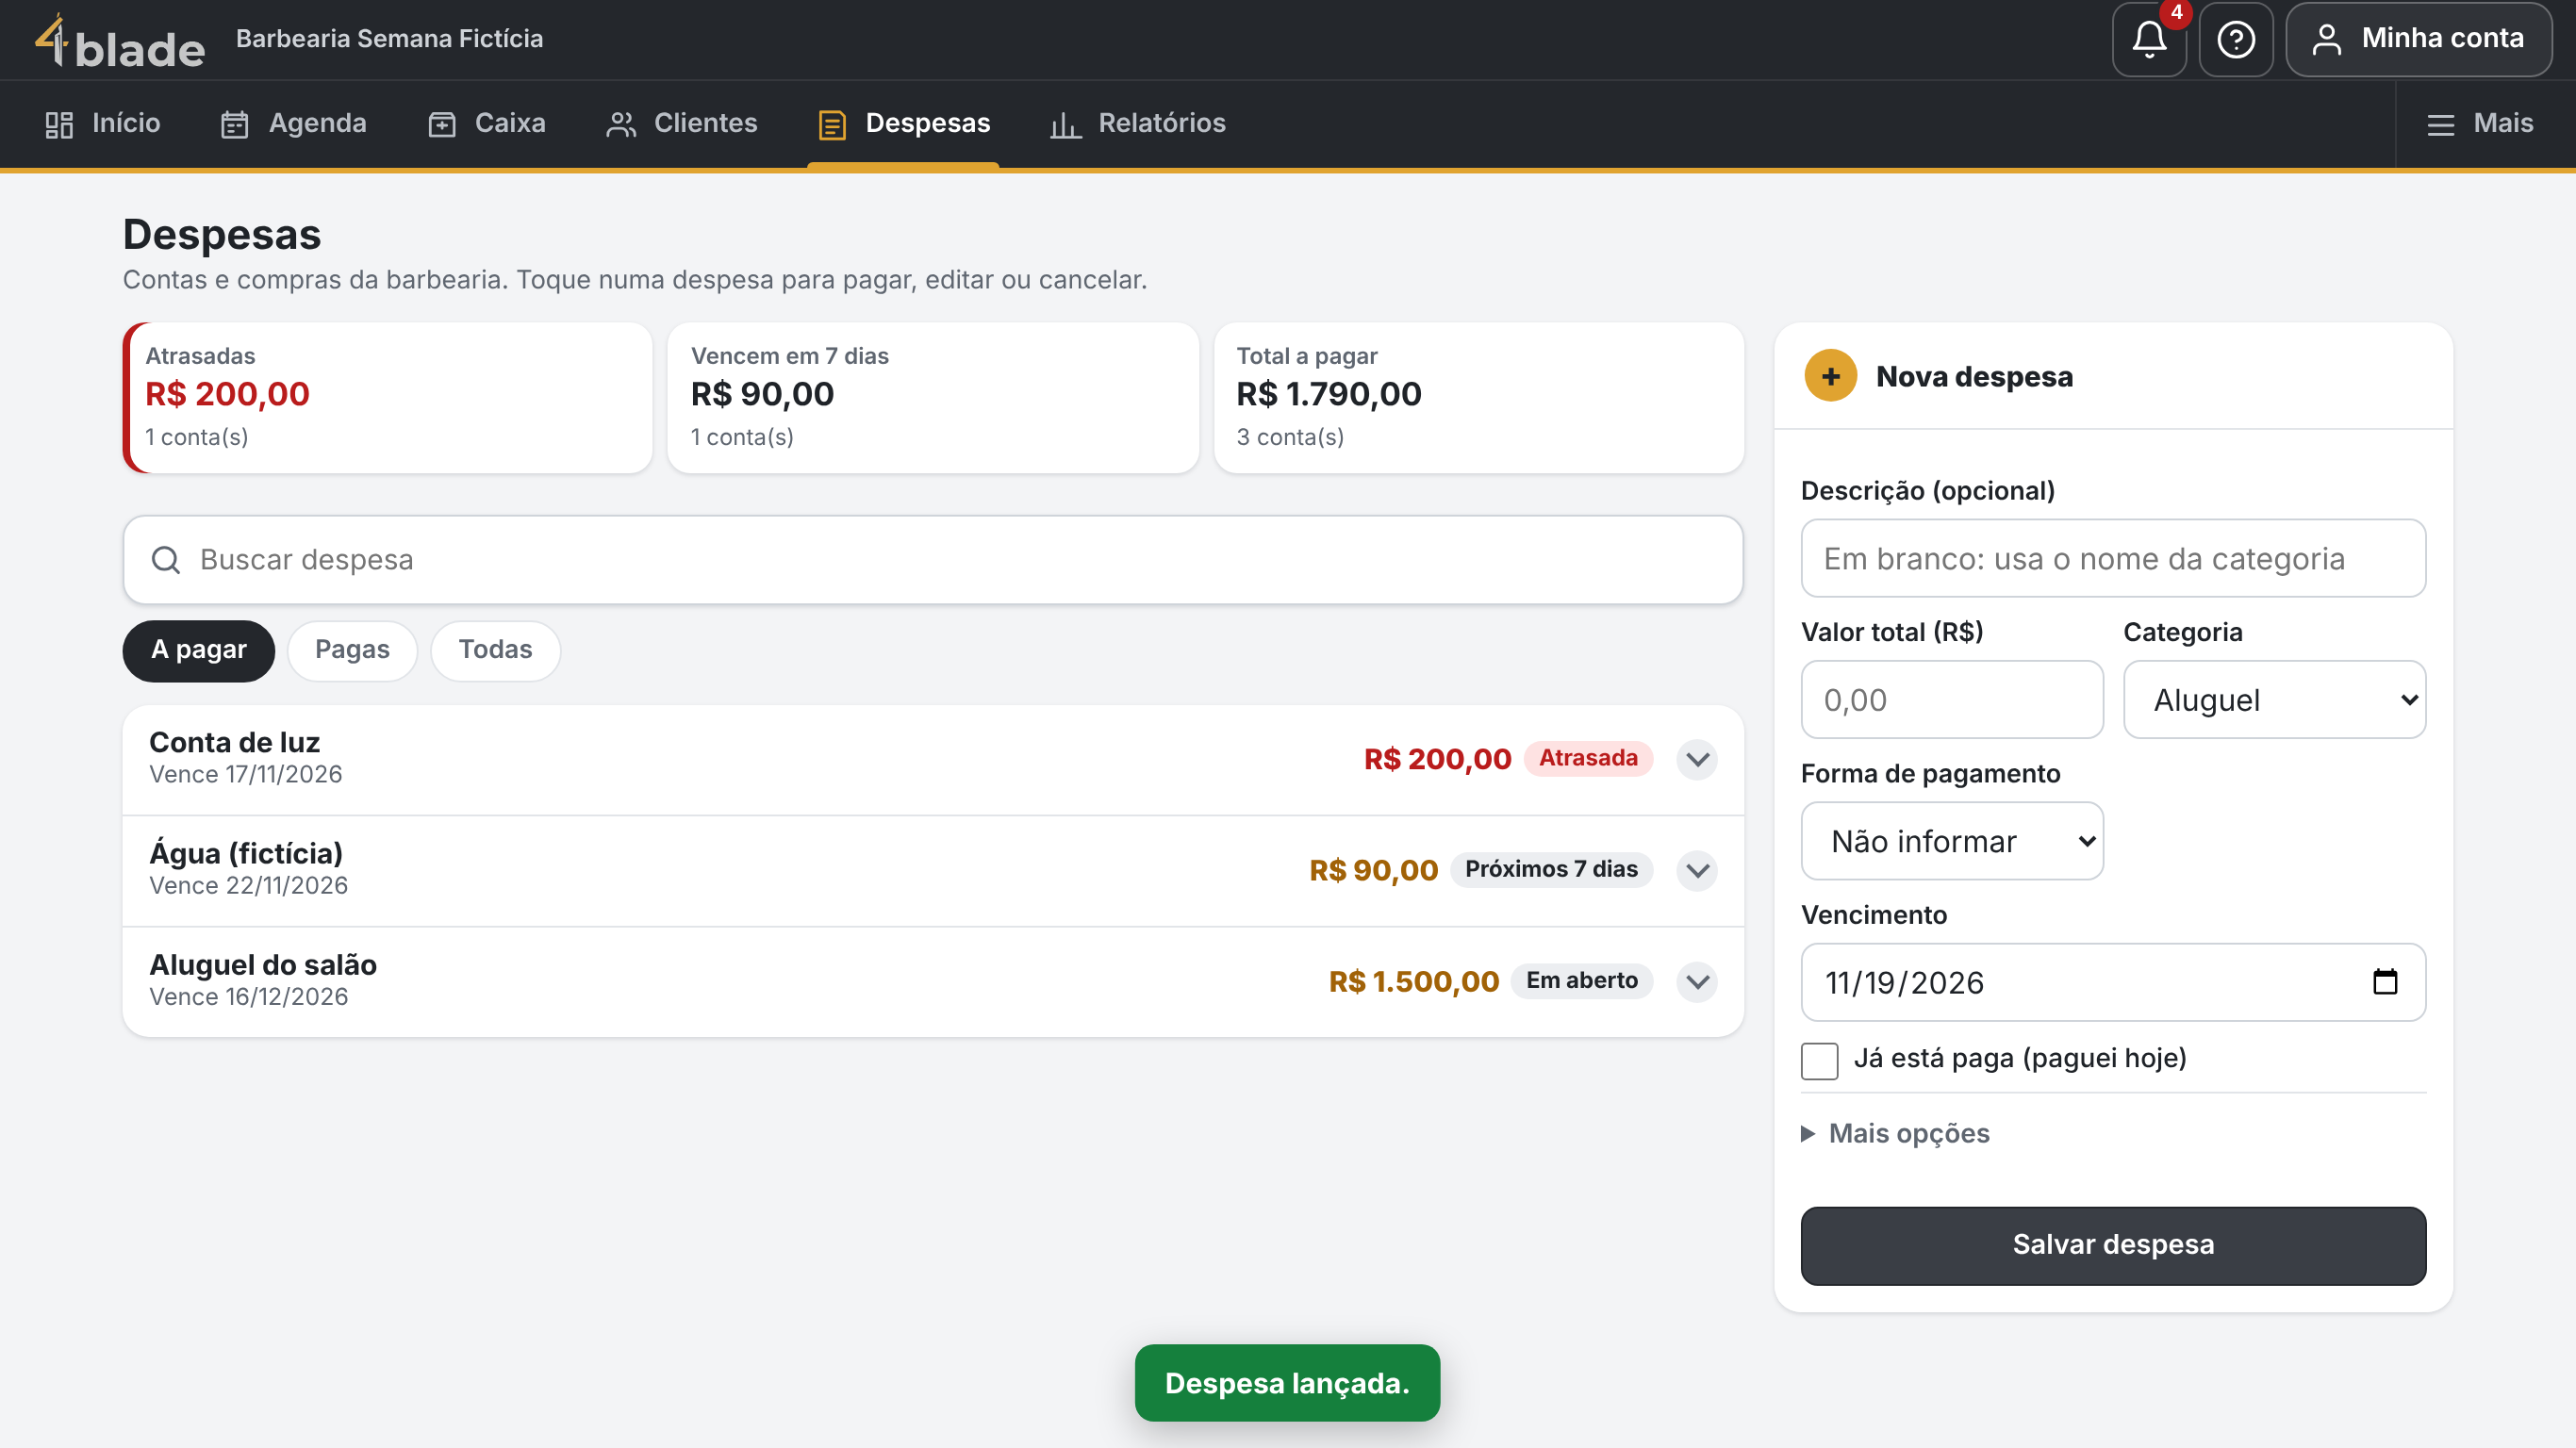 4blade
Barbearia Semana Fictícia
4
Minha conta
Início
Agenda
Caixa
Clientes
Despesas
Relatórios
Mais
Despesas
Contas e compras da barbearia. Toque numa despesa para pagar, editar ou cancelar.
Atrasadas
R$ 200,00
1 conta(s)
Vencem em 7 dias
R$ 90,00
1 conta(s)
Total a pagar
R$ 1.790,00
3 conta(s)
Buscar despesa
A pagar
Pagas
Todas
Conta de luz
Vence 17/11/2026
R$ 200,00
Atrasada
Água (fictícia)
Vence 22/11/2026
R$ 90,00
Próximos 7 dias
Aluguel do salão
Vence 16/12/2026
R$ 1.500,00
Em aberto
Nova despesa
Descrição (opcional)
Em branco: usa o nome da categoria
Valor total (R$)
Categoria
0,00
Aluguel
Forma de pagamento
Não informar
Vencimento
11/19/2026
Já está paga (paguei hoje)
Mais opções
Salvar despesa
Despesa lançada.